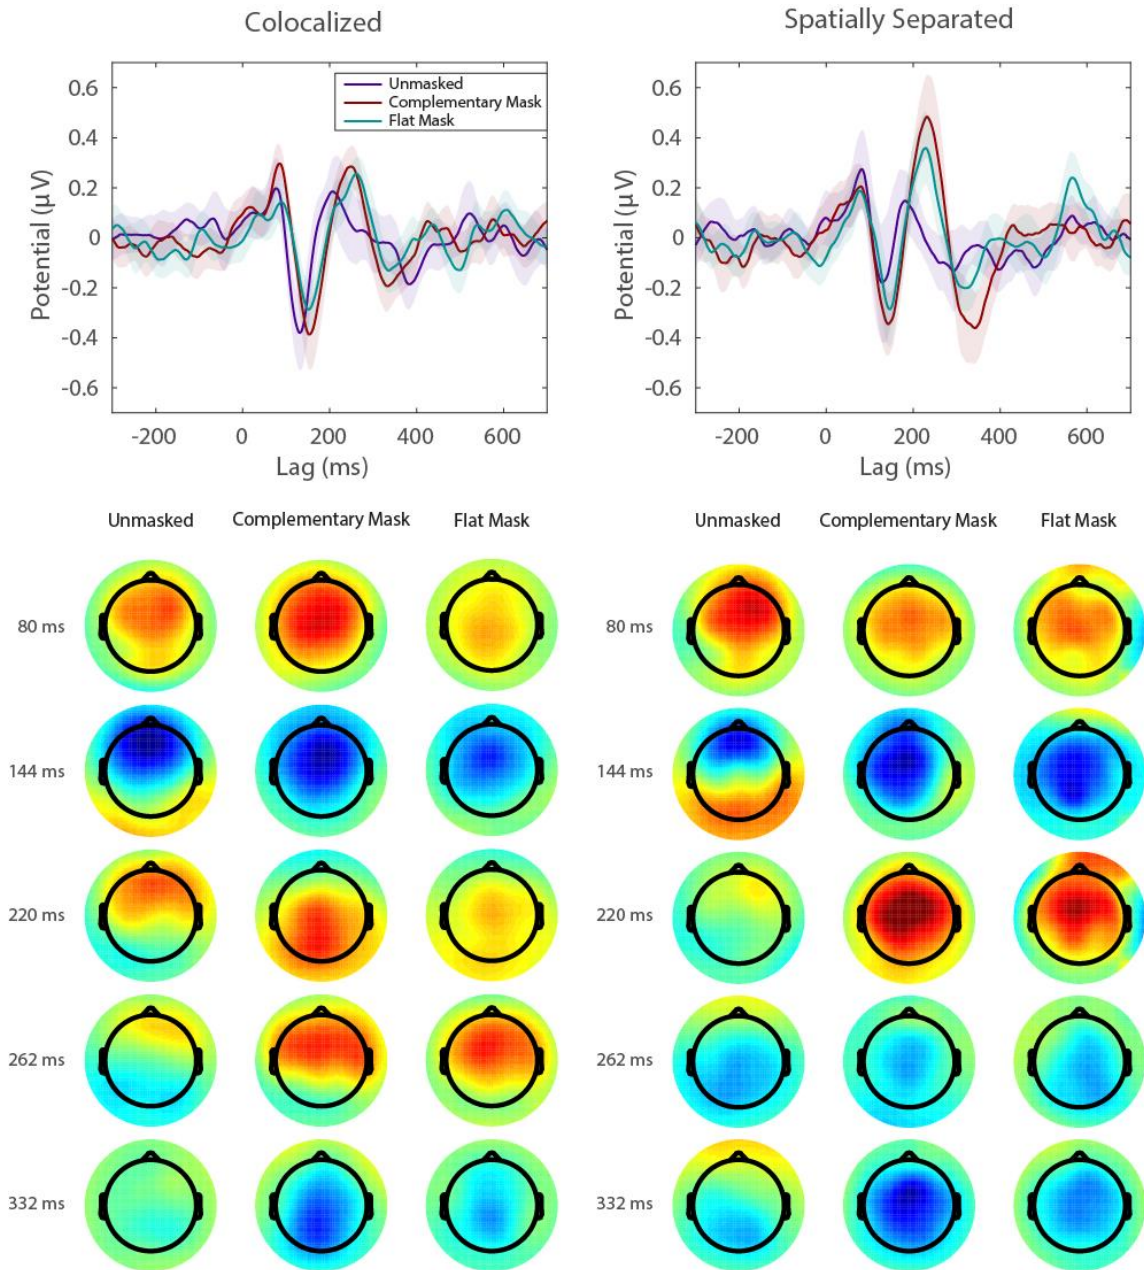 Colocalized
Spatially Separated
Unmasked
Complementary Mask
Flat Mask
Potential (µV)
0.6
0.4
0.2
0
-0.2
-0.4
-0.6
-200
0
200
400
600
Lag (ms)
Potential (µV)
0.6
0.4
0.2
0
-0.2
-0.4
-0.6
-200
0
200
400
600
Lag (ms)
Unmasked Complementary Mask Flat Mask
Unmasked Complementary Mask Flat Mask
80 ms
80 ms
144 ms
144 ms
220 ms
220 ms
262 ms
262 ms
332 ms
332 ms